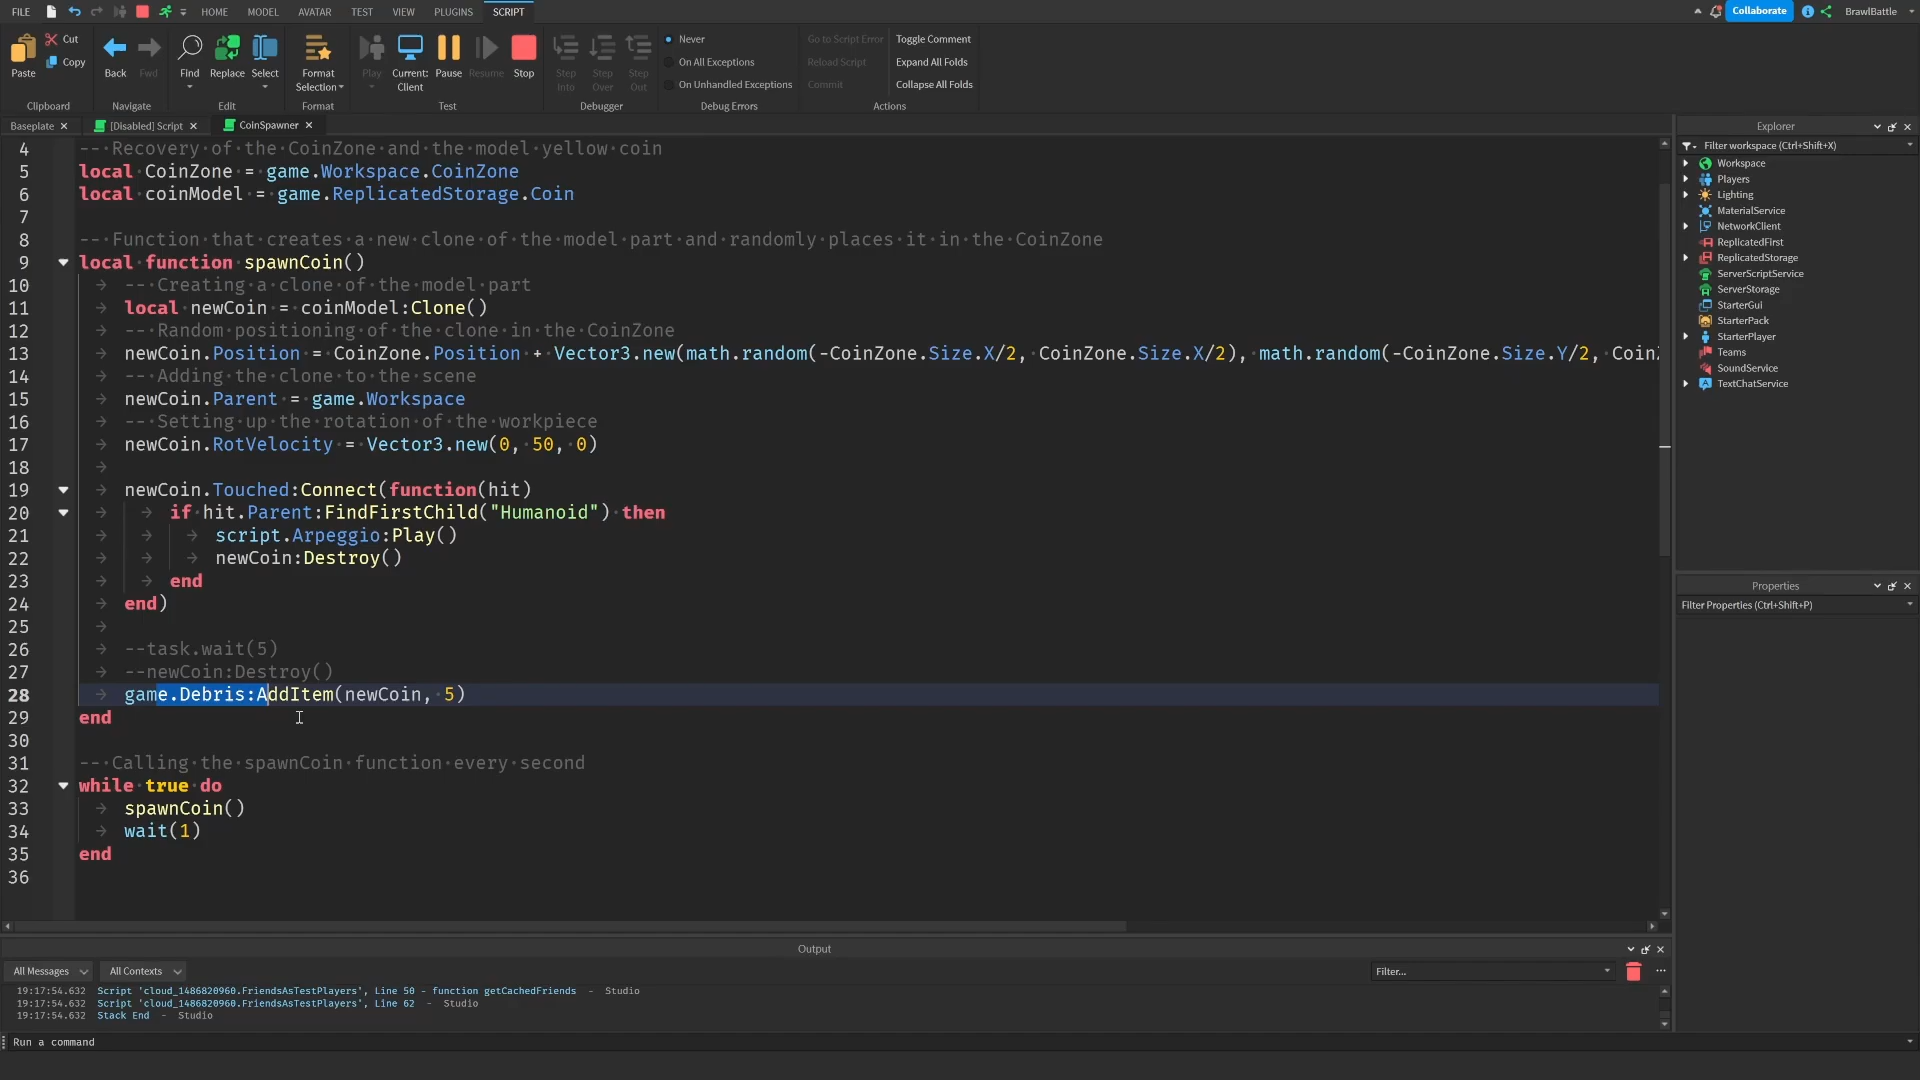 FILE HOME MODEL AVATAR TEST VIEW PLUGINS SCRIPT Collaborate BrawlBattle
Paste Cut Copy Back Fwd Find Replace Select Format Selection Play Current: Client Pause Resume Stop Step Into Step Over Step Out
Never
On All Exceptions
On Unhandled Exceptions
Go to Script Error
Reload Script
Commit
Toggle Comment
Expand All Folds
Collapse All Folds
Clipboard Navigate Edit Format Test Debugger Debug Errors Actions
Baseplate [Disabled] Script CoinSpawner
4 -- Recovery of the CoinZone and the model yellow coin
5 local CoinZone = game.Workspace.CoinZone
6 local coinModel = game.ReplicatedStorage.Coin
7
8 -- Function that creates a new clone of the model part and randomly places it in the CoinZone
9 local function spawnCoin()
10 -- Creating a clone of the model part
11 local newCoin = coinModel:Clone()
12 -- Random positioning of the clone in the CoinZone
13 newCoin.Position = CoinZone.Position + Vector3.new(math.random(-CoinZone.Size.X/2, CoinZone.Size.X/2), math.random(-CoinZone.Size.Y/2, Coin
14 -- Adding the clone to the scene
15 newCoin.Parent = game.Workspace
16 -- Setting up the rotation of the workpiece
17 newCoin.RotVelocity = Vector3.new(0, 50, 0)
18
19 newCoin.Touched:Connect(function(hit)
20 if hit.Parent:FindFirstChild("Humanoid") then
21 script.Arpeggio:Play()
22 newCoin:Destroy()
23 end
24 end)
25
26 --task.wait(5)
27 --newCoin:Destroy()
28 game.Debris:AddItem(newCoin, 5)
29 end
30
31 -- Calling the spawnCoin function every second
32 while true do
33 spawnCoin()
34 wait(1)
35 end
36
Explorer
Filter workspace (Ctrl+Shift+X)
Workspace
Players
Lighting
MaterialService
NetworkClient
ReplicatedFirst
ReplicatedStorage
ServerScriptService
ServerStorage
StarterGui
StarterPack
StarterPlayer
Teams
SoundService
TextChatService
Properties
Filter Properties (Ctrl+Shift+P)
Output
All Messages All Contexts Filter...
19:17:54.632 Script 'cloud_1486820960.FriendsAsTestPlayers', Line 50 - function getCachedFriends - Studio
19:17:54.632 Script 'cloud_1486820960.FriendsAsTestPlayers', Line 62 - Studio
19:17:54.632 Stack End - Studio
Run a command